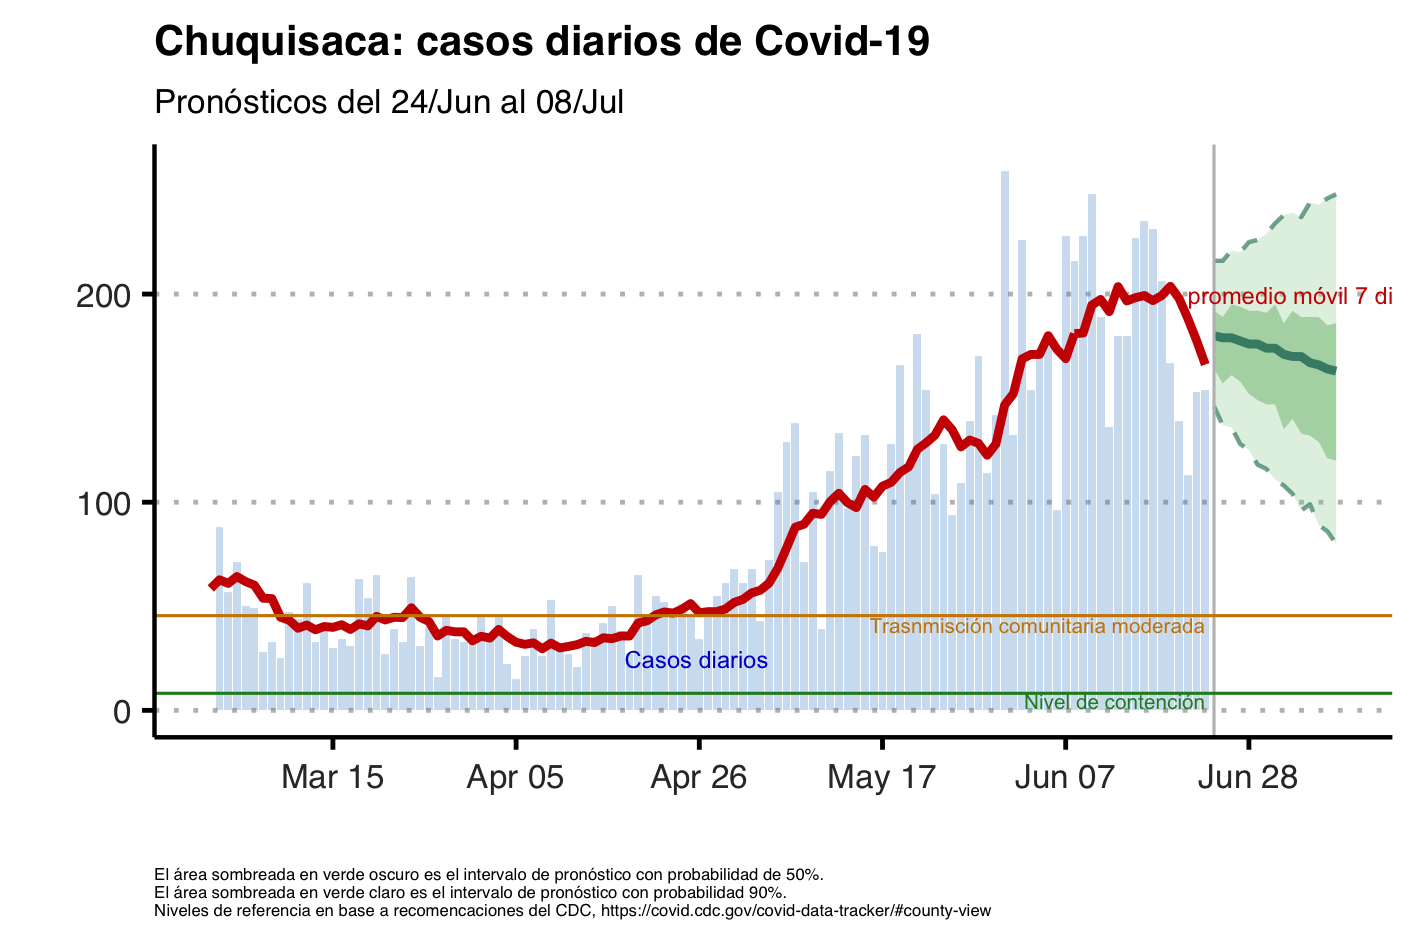 Chuquisaca: casos diarios de Covid-19
Pronósticos del 24/Jun al 08/Jul
200
promedio móvil 7 di
100
Trasnmisción comunitaria moderada
Casos diarios
Nivel de contención
0
Mar 15 Apr 05 Apr 26 May 17 Jun 07 Jun 28
El área sombreada en verde oscuro es el intervalo de pronóstico con probabilidad de 50%.
El área sombreada en verde claro es el intervalo de pronóstico con probabilidad 90%.
Niveles de referencia en base a recomencaciones del CDC, https://covid.cdc.gov/covid-data-tracker/#county-view